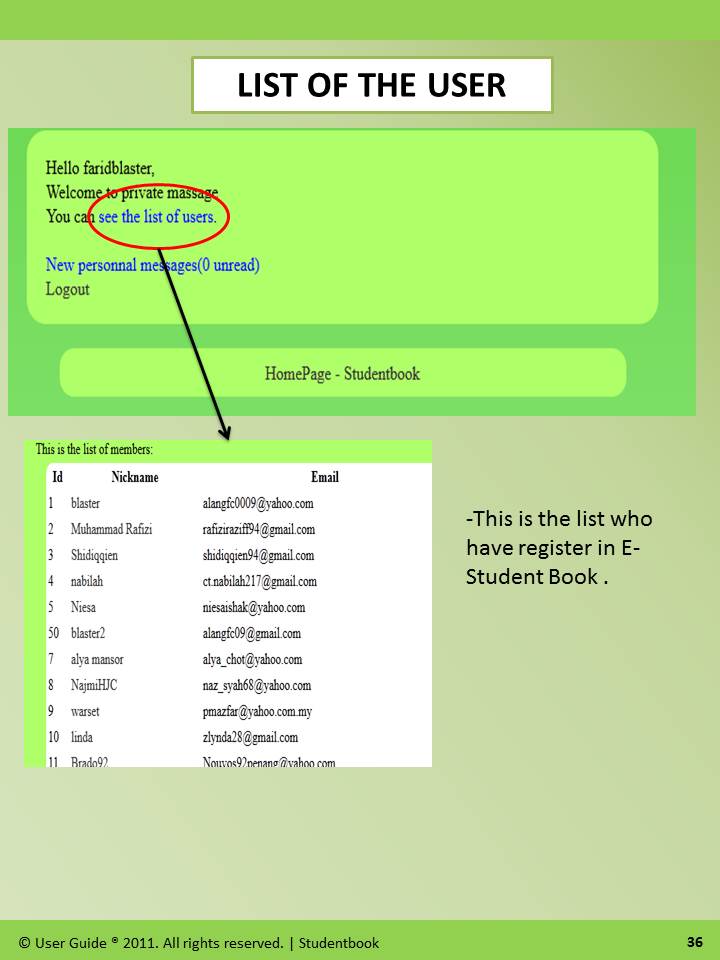 LIST OF THE USER
Hello faridblaster,
Welcome to private massage
You can see the list of users.
New personnal messages(0 unread)
Logout
HomePage - Studentbook
This is the list of members:
Id Nickname Email
1 blaster alangfc0009@yahoo.com
2 Muhammad Rafizi rafiziraziff94@gmail.com
3 Shidiqqien shidiqqien94@gmail.com
4 nabilah ct.nabilah217@gmail.com
5 Niesa niesaishak@yahoo.com
50 blaster2 alangfc09@gmail.com
7 alya mansor alya_chot@yahoo.com
8 NajmiHJC naz_syah68@yahoo.com
9 warset pmazfar@yahoo.com.my
10 linda zlynda28@gmail.com
11 Brado92 Nouvos92penang@yahoo.com
-This is the list who
have register in E-
Student Book .
© User Guide ® 2011. All rights reserved. | Studentbook
36